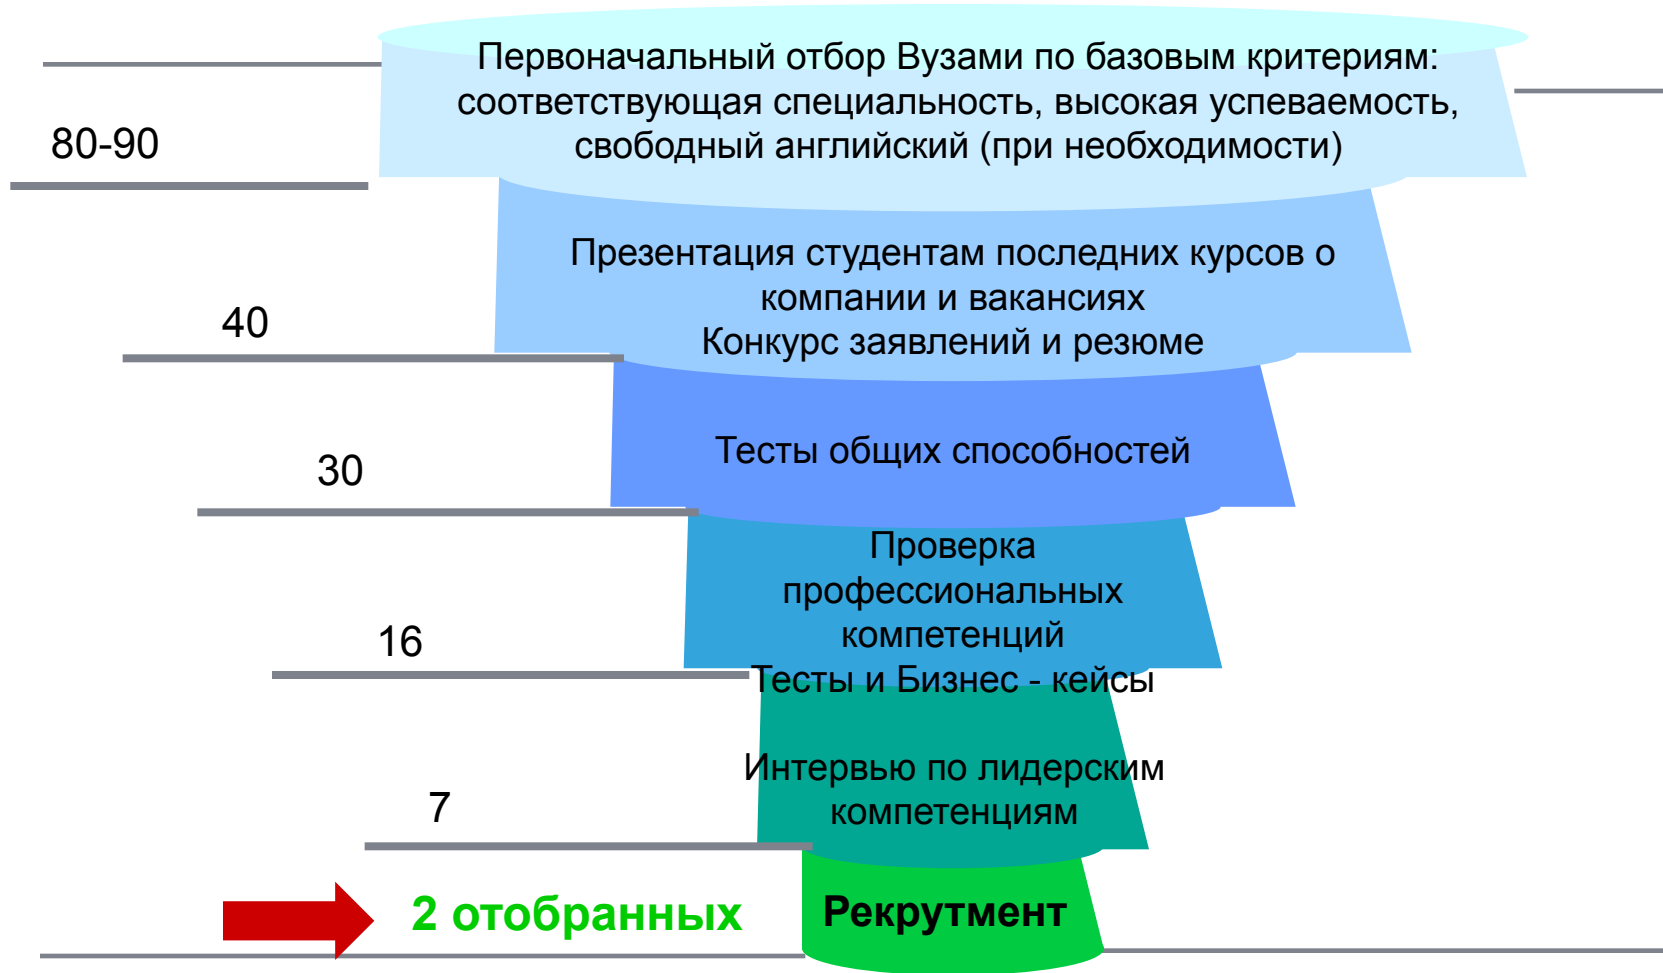 Первоначальный отбор Вузами по базовым критериям:
соответствующая специальность, высокая успеваемость,
свободный английский (при необходимости)
80-90
Презентация студентам последних курсов о
компании и вакансиях
Конкурс заявлений и резюме
40
Тесты общих способностей
30
Проверка
профессиональных
компетенций
Тесты и Бизнес - кейсы
16
Интервью по лидерским
компетенциям
7
2 отобранных
Рекрутмент